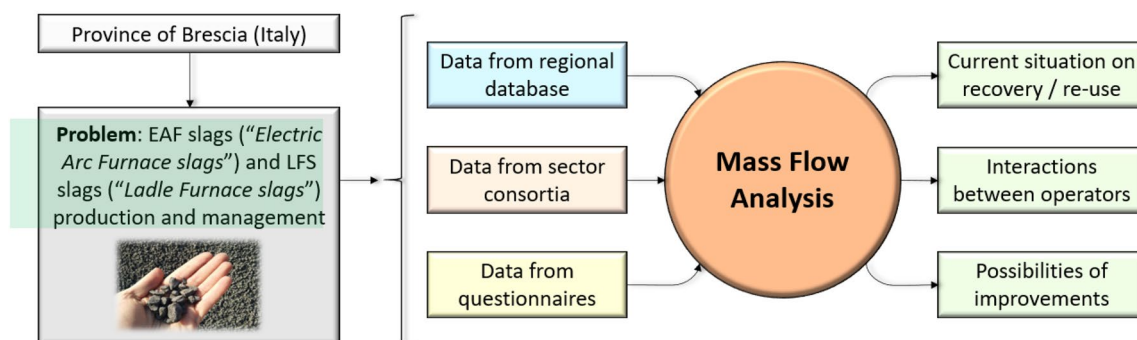 Province of Brescia (Italy)
Problem: EAF slags (“Electric
Arc Furnace slags”) and LFS
slags (“Ladle Furnace slags”)
production and management
Data from regional
database
Data from sector
consortia
Data from
questionnaires
Mass Flow
Analysis
Current situation on
recovery / re-use
Interactions
between operators
Possibilities of
improvements